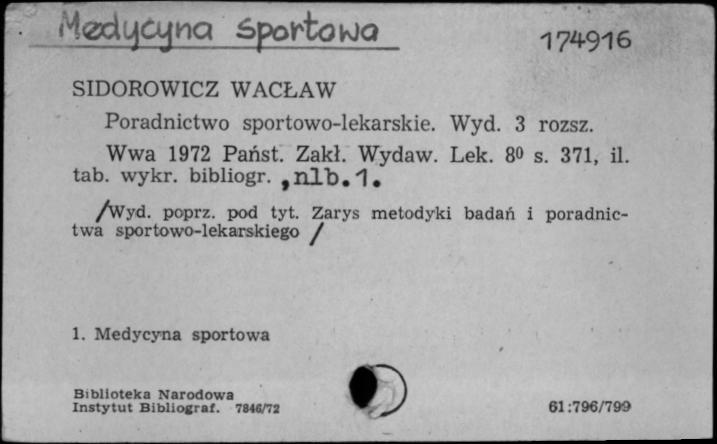 Medycyna sportowa
174916
SIDOROWICZ WACŁAW
Poradnictwo sportowo-lekarskie. Wyd. 3 rozsz.
Wwa 1972 Państ. Zakł. Wydaw. Lek. 8⁰ s. 371, il.
tab. wykr. bibliogr. , nlb. 1.
/Wyd. poprz. pod tyt. Zarys metodyki badań i poradnic-
twa sportowo-lekarskiego /
1. Medycyna sportowa
Biblioteka Narodowa
Instytut Bibliograf. 7846/72
61:796/799